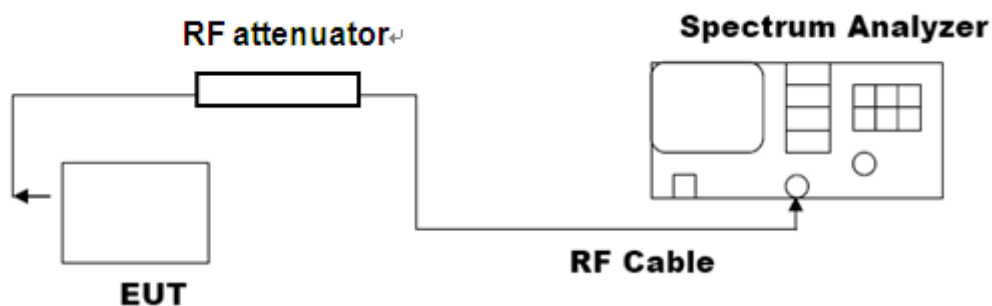 RF attenuator↵
Spectrum Analyzer
RF Cable
EUT